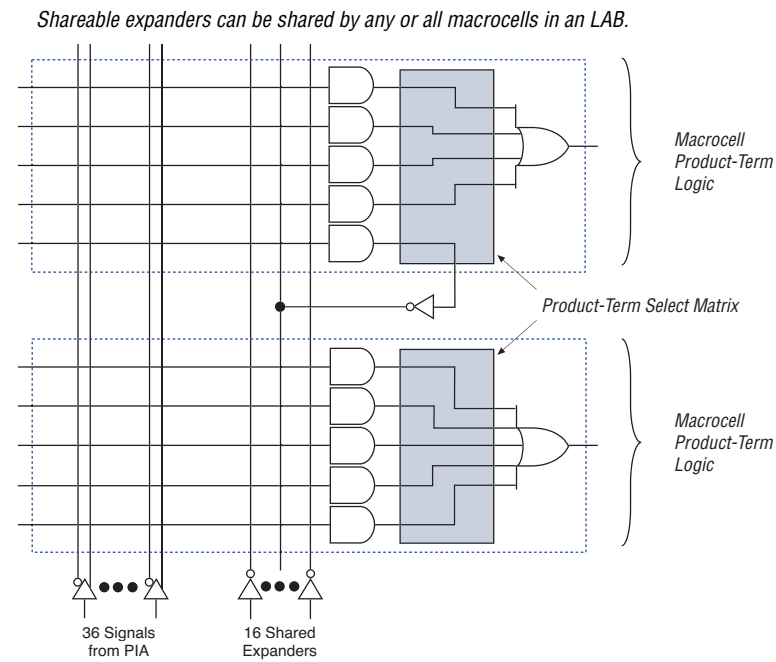 Shareable expanders can be shared by any or all macrocells in an LAB.
Macrocell
Product-Term
Logic
Product-Term Select Matrix
Macrocell
Product-Term
Logic
36 Signals
from PIA
16 Shared
Expanders